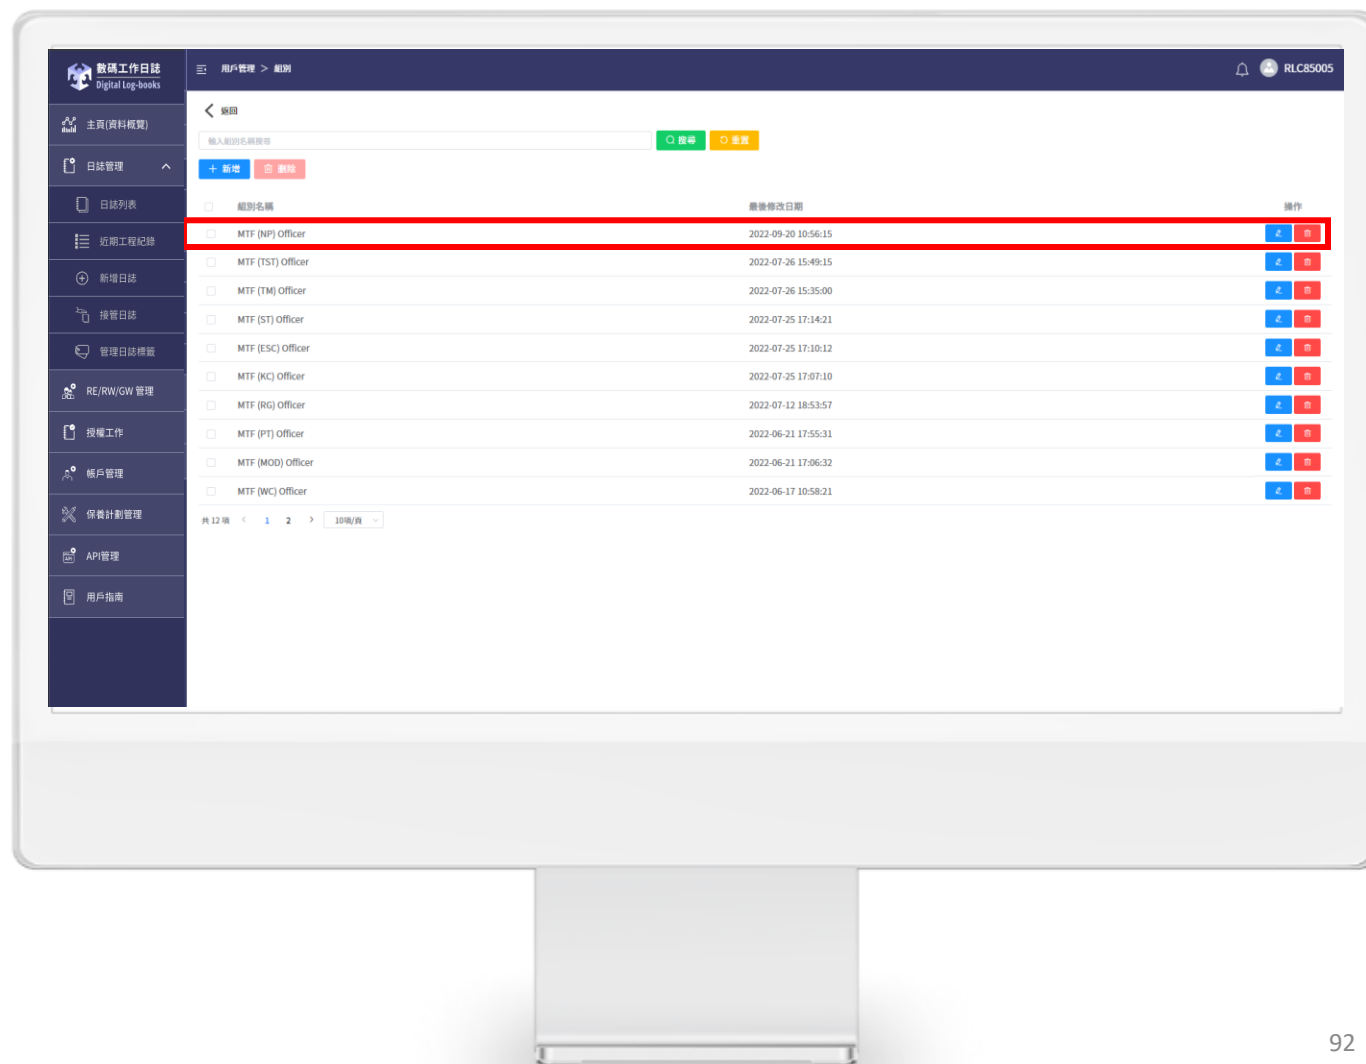 數碼工作日誌
Digital Log-books
用戶管理 > 組別
RLC85005
主頁(資料概覽)
日誌管理
日誌列表
近期工程紀錄
新增日誌
接管日誌
管理日誌標籤
RE/RW/GW 管理
授權工作
帳戶管理
保養計劃管理
API管理
用戶指南
返回
輸入組別名稱搜尋
搜尋
重置
新增
刪除
組別名稱 最後修改日期 操作
MTF (NP) Officer 2022-09-20 10:56:15
MTF (TST) Officer 2022-07-26 15:49:15
MTF (TM) Officer 2022-07-26 15:35:00
MTF (ST) Officer 2022-07-25 17:14:21
MTF (ESC) Officer 2022-07-25 17:10:12
MTF (KC) Officer 2022-07-25 17:07:10
MTF (RG) Officer 2022-07-12 18:53:57
MTF (PT) Officer 2022-06-21 17:55:31
MTF (MOD) Officer 2022-06-21 17:06:32
MTF (WC) Officer 2022-06-17 10:58:21
共 12 項 < 1 2 > 10項/頁
92